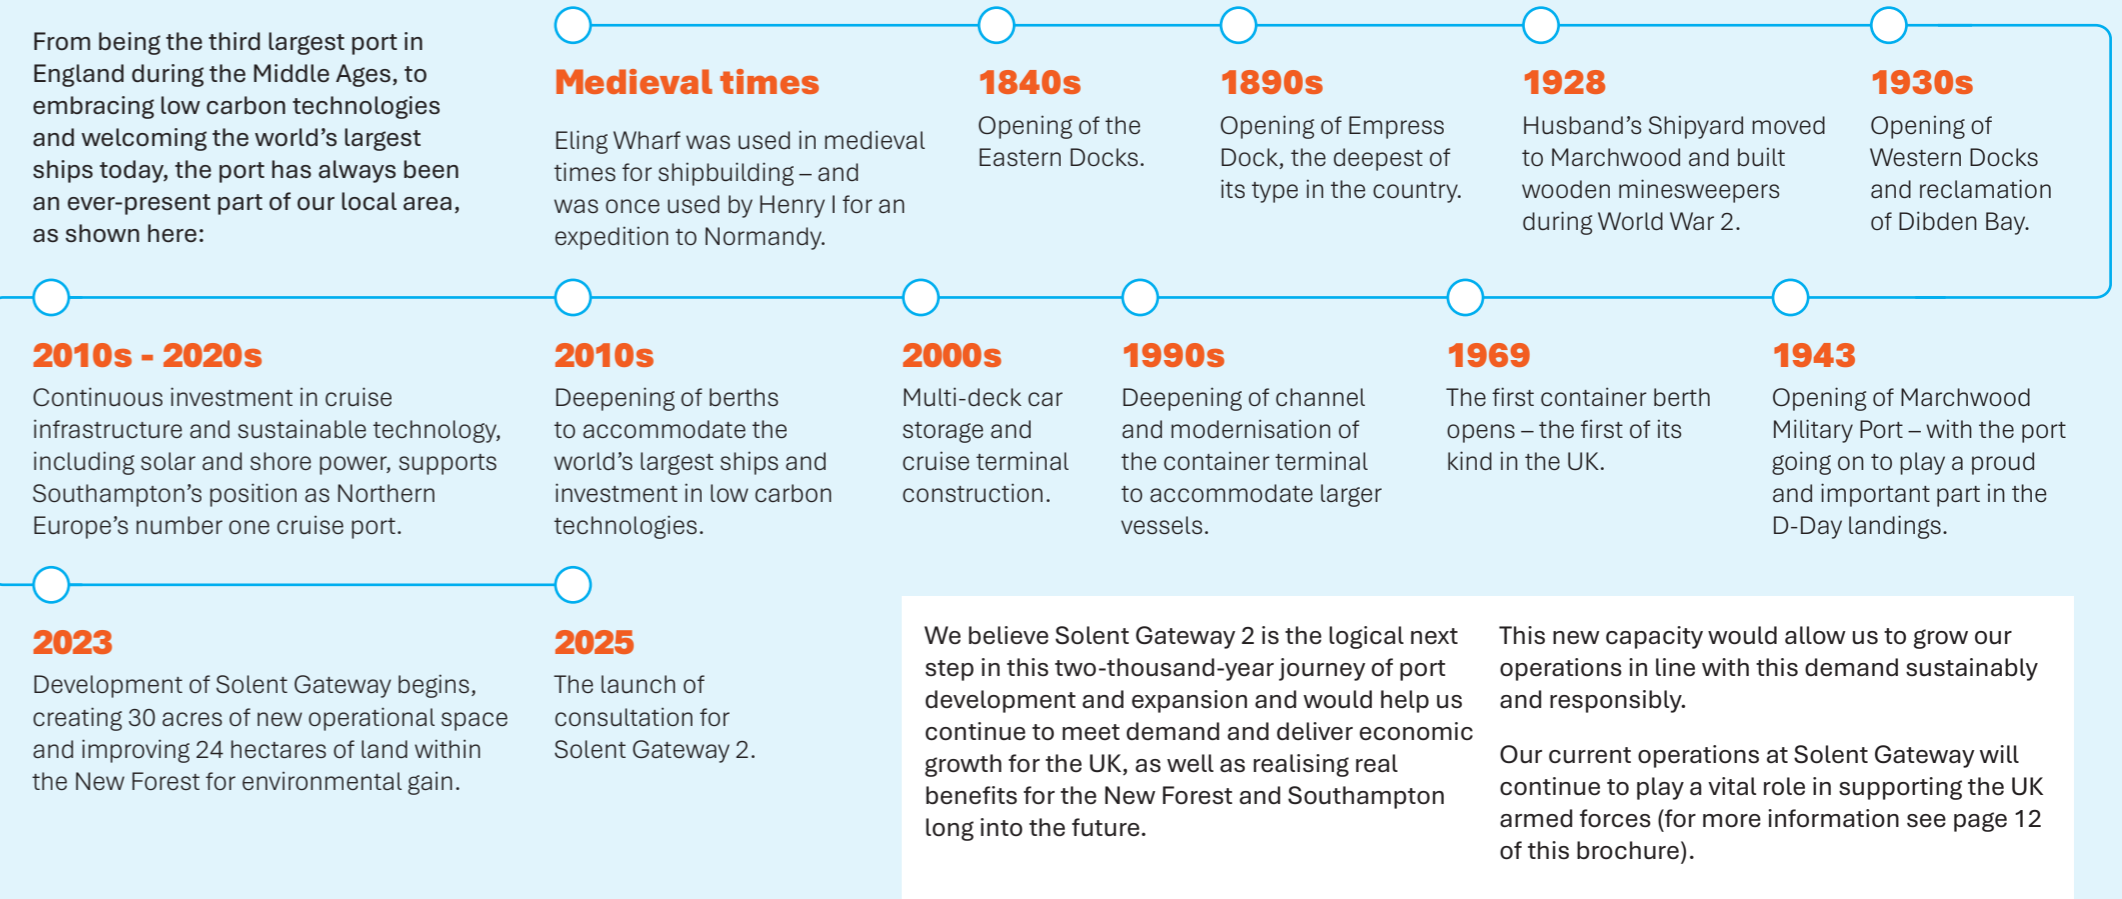 From being the third largest port in
England during the Middle Ages, to
embracing low carbon technologies
and welcoming the world’s largest
ships today, the port has always been
an ever-present part of our local area,
as shown here:
Medieval times
Eling Wharf was used in medieval
times for shipbuilding – and
was once used by Henry I for an
expedition to Normandy.
1840s
Opening of the
Eastern Docks.
1890s
Opening of Empress
Dock, the deepest of
its type in the country.
1928
Husband’s Shipyard moved
to Marchwood and built
wooden minesweepers
during World War 2.
1930s
Opening of
Western Docks
and reclamation
of Dibden Bay.
1943
Opening of Marchwood
Military Port – with the port
going on to play a proud
and important part in the
D-Day landings.
1969
The first container berth
opens – the first of its
kind in the UK.
1990s
Deepening of channel
and modernisation of
the container terminal
to accommodate larger
vessels.
2000s
Multi-deck car
storage and
cruise terminal
construction.
2010s
Deepening of berths
to accommodate the
world’s largest ships and
investment in low carbon
technologies.
2010s - 2020s
Continuous investment in cruise
infrastructure and sustainable technology,
including solar and shore power, supports
Southampton’s position as Northern
Europe’s number one cruise port.
2023
Development of Solent Gateway begins,
creating 30 acres of new operational space
and improving 24 hectares of land within
the New Forest for environmental gain.
2025
The launch of
consultation for
Solent Gateway 2.
We believe Solent Gateway 2 is the logical next
step in this two-thousand-year journey of port
development and expansion and would help us
continue to meet demand and deliver economic
growth for the UK, as well as realising real
benefits for the New Forest and Southampton
long into the future.
This new capacity would allow us to grow our
operations in line with this demand sustainably
and responsibly.
Our current operations at Solent Gateway will
continue to play a vital role in supporting the UK
armed forces (for more information see page 12
of this brochure).